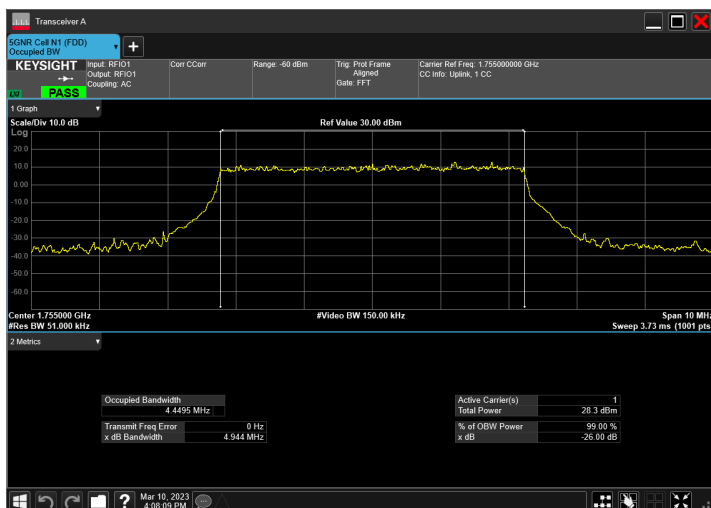 Transceiver A
5GNR Cell N1 (FDD)
Occupied BW
KEYSIGHT
LXI
PASS
Input: RFIO1
Output: RFIO1
Coupling: AC
Corr CCorr
Range: -60 dBm
Trig: Prot Frame
Aligned
Gate: FFT
Carrier Ref Freq: 1.755000000 GHz
CC Info: Uplink, 1 CC
1 Graph
Scale/Div 10.0 dB
Ref Value 30.00 dBm
Log
20.0
10.0
0.00
-10.0
-20.0
-30.0
-40.0
-50.0
-60.0
Center 1.755000 GHz
#Video BW 150.00 kHz
Span 10 MHz
#Res BW 51.000 kHz
Sweep 3.73 ms (1001 pts
2 Metrics
Occupied Bandwidth
4.4495 MHz
Transmit Freq Error 0 Hz
x dB Bandwidth 4.944 MHz
Active Carrier(s) 1
Total Power 28.3 dBm
% of OBW Power 99.00 %
x dB -26.00 dB
Mar 10, 2023
4:08:09 PM